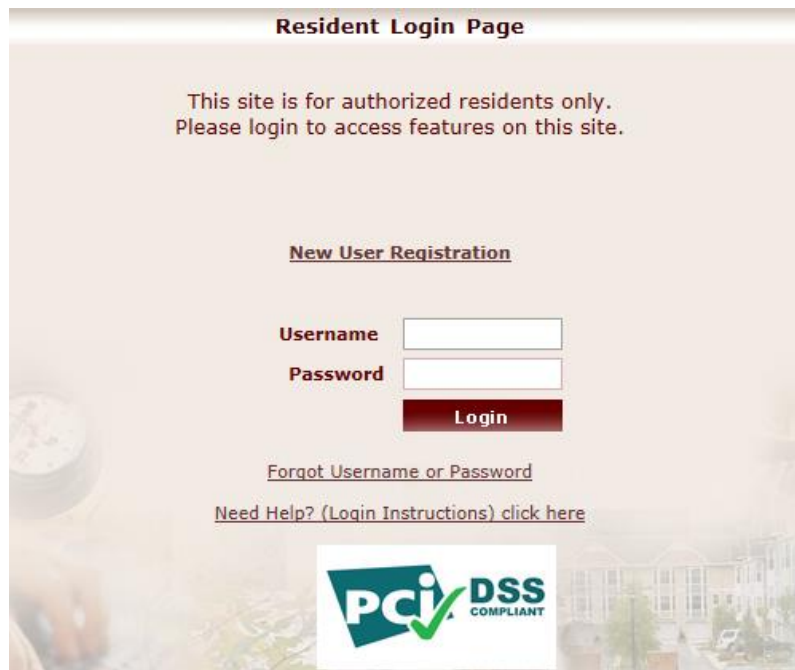 Resident Login Page
This site is for authorized residents only.
Please login to access features on this site.
New User Registration
Username
Password
Login
Forgot Username or Password
Need Help? (Login Instructions) click here
PCi DSS
COMPLIANT